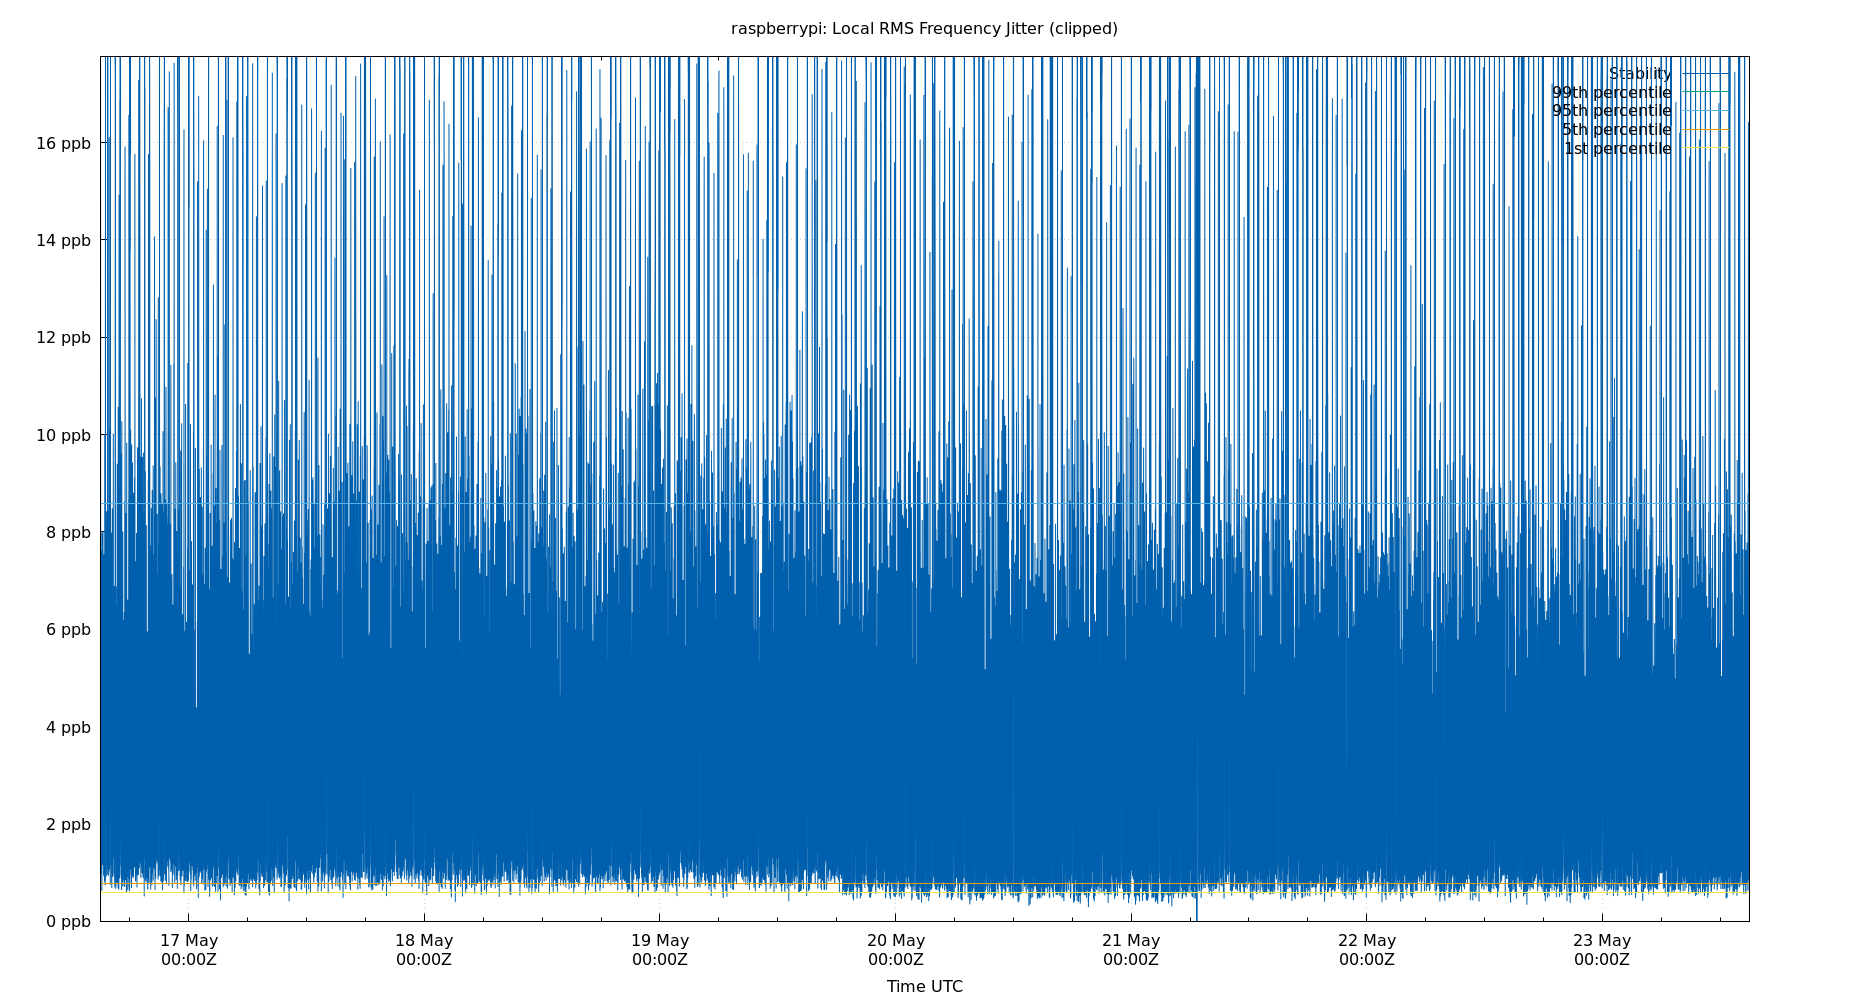 raspberrypi: Local RMS Frequency Jitter (clipped)
Stability
99th percentile
95th percentile
5th percentile
1st percentile
16 ppb
14 ppb
12 ppb
10 ppb
8 ppb
6 ppb
4 ppb
2 ppb
0 ppb
17 May 18 May 19 May 20 May 21 May 22 May 23 May
00:00Z 00:00Z 00:00Z 00:00Z 00:00Z 00:00Z 00:00Z
Time UTC